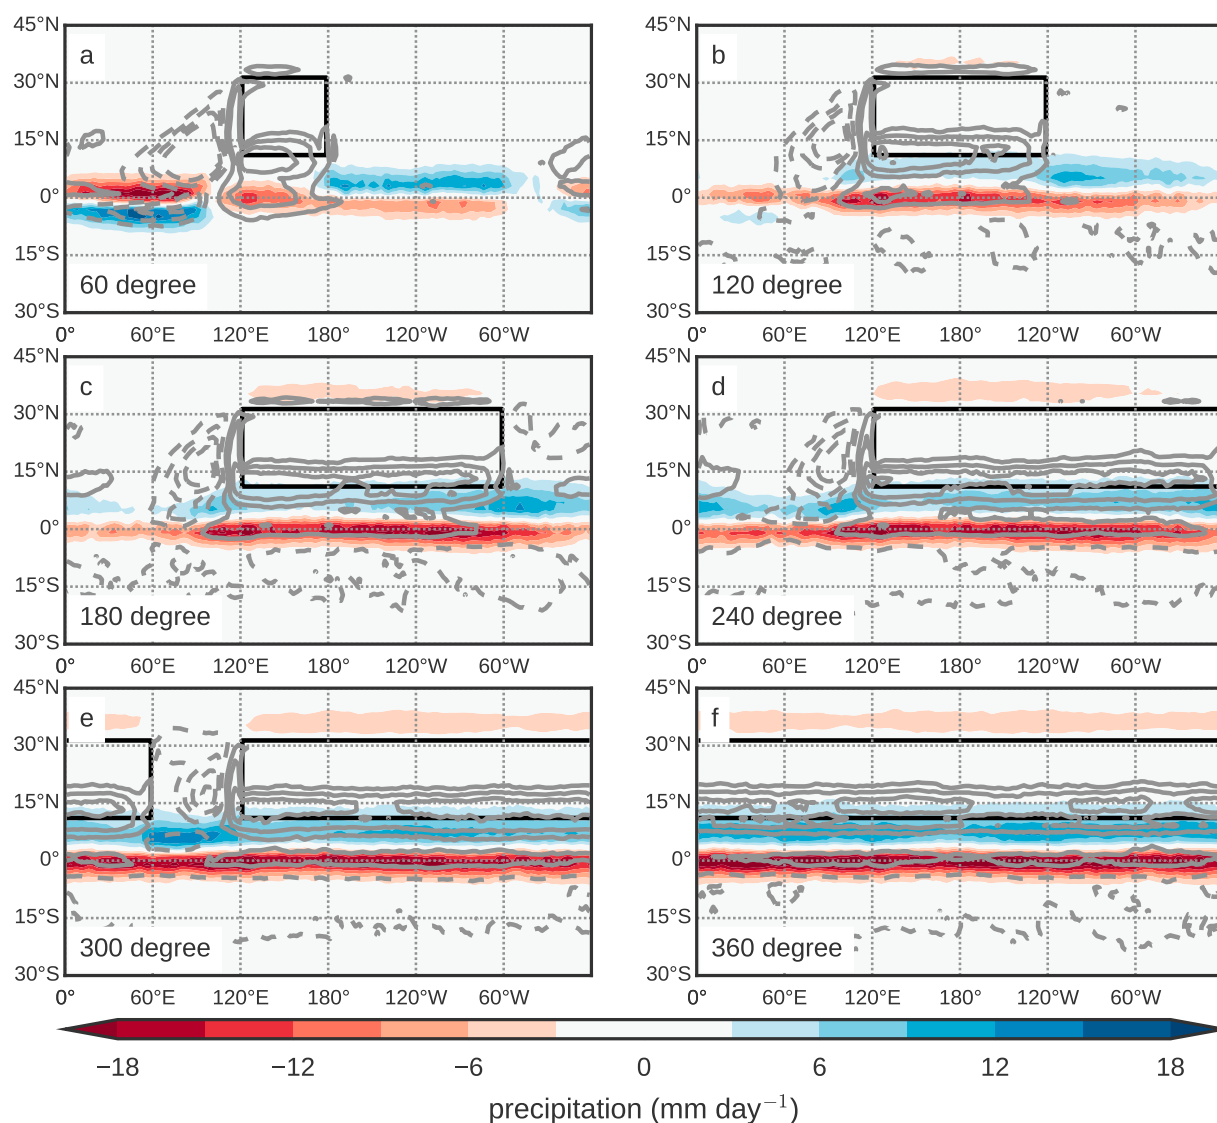 45°N 45°N
a b
30°N 30°N
15°N 15°N
0° 0°
15°S 15°S
60 degree 120 degree
30°S 30°S
0° 60°E 120°E 180° 120°W 60°W 0° 60°E 120°E 180° 120°W 60°W
45°N 45°N
c d
30°N 30°N
15°N 15°N
0° 0°
15°S 15°S
180 degree 240 degree
30°S 30°S
0° 60°E 120°E 180° 120°W 60°W 0° 60°E 120°E 180° 120°W 60°W
45°N 45°N
e f
30°N 30°N
15°N 15°N
0° 0°
15°S 15°S
300 degree 360 degree
30°S 30°S
0° 60°E 120°E 180° 120°W 60°W 0° 60°E 120°E 180° 120°W 60°W
−18 −12 −6 0 6 12 18
precipitation (mm day⁻¹)